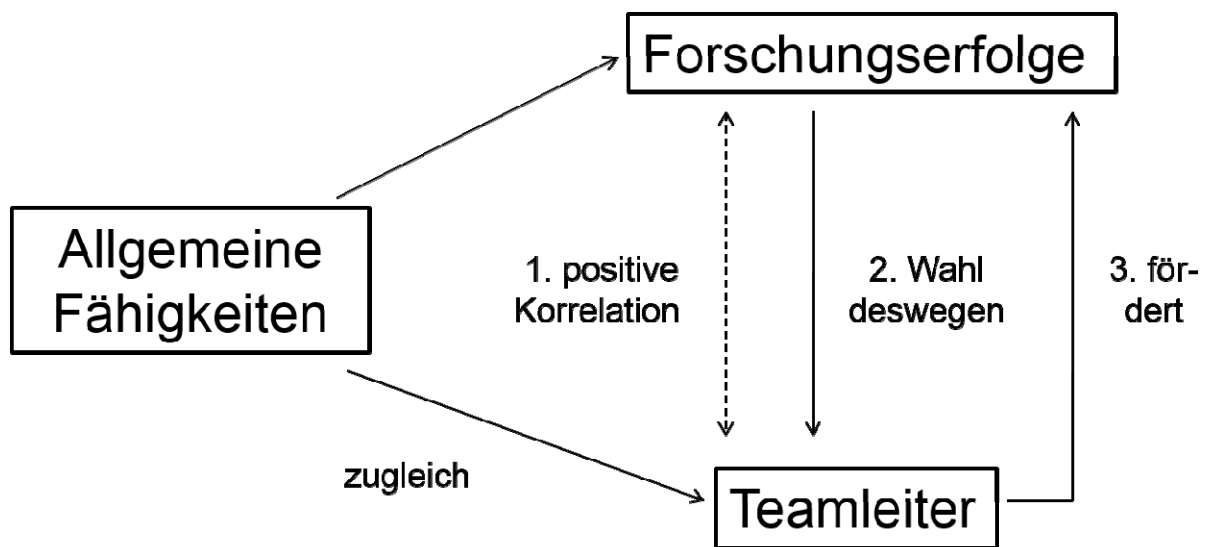 Forschungserfolge
Allgemeine
Fähigkeiten
1. positive
Korrelation
2. Wahl
deswegen
3. för-
dert
zugleich
Teamleiter